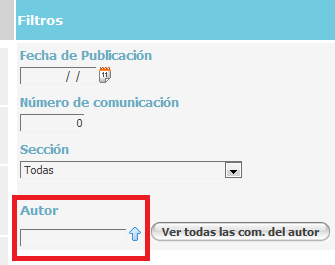 Filtros
Fecha de Publicación
/ /
Número de comunicación
0
Sección
Todas
Autor
Ver todas las com. del autor